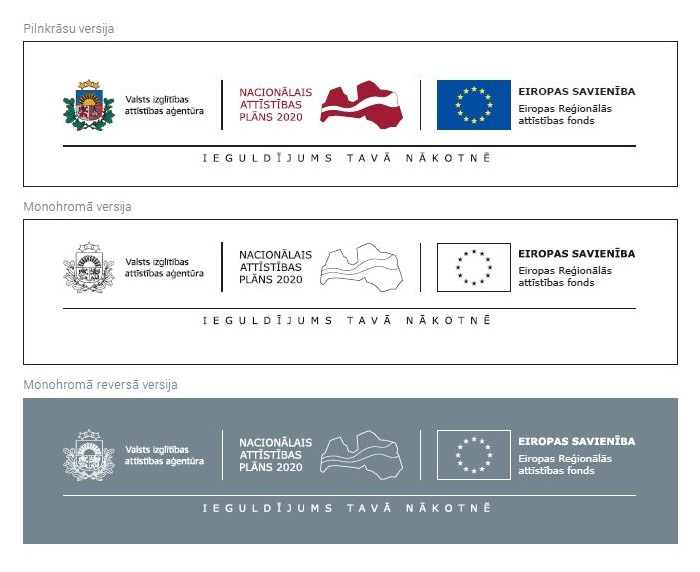 Pilnkrāsu versija
Valsts izglītības
attīstības aģentūra
NACIONĀLAIS
ATTĪSTĪBAS
PLĀNS 2020
EIROPAS SAVIENĪBA
Eiropas Reģionālās
attīstības fonds
IEGULDĪJUMS TAVĀ NĀKOTNĒ
Monohromā versija
Valsts izglītības
attīstības aģentūra
NACIONĀLAIS
ATTĪSTĪBAS
PLĀNS 2020
EIROPAS SAVIENĪBA
Eiropas Reģionālās
attīstības fonds
IEGULDĪJUMS TAVĀ NĀKOTNĒ
Monohromā reversā versija
Valsts izglītības
attīstības aģentūra
NACIONĀLAIS
ATTĪSTĪBAS
PLĀNS 2020
EIROPAS SAVIENĪBA
Eiropas Reģionālās
attīstības fonds
IEGULDĪJUMS TAVĀ NĀKOTNĒ